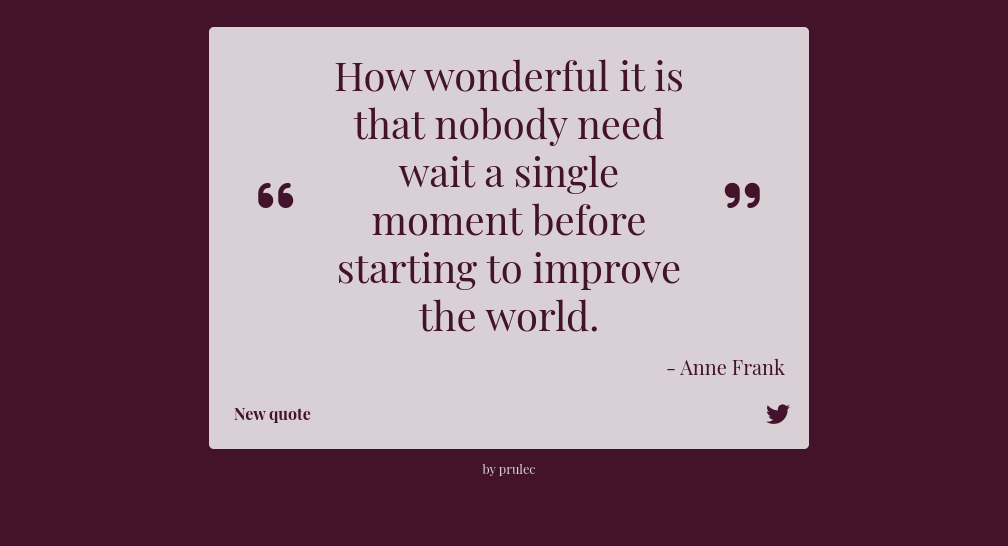 How wonderful it is
that nobody need
wait a single
“ ”
moment before
starting to improve
the world.
- Anne Frank
New quote
by prulec